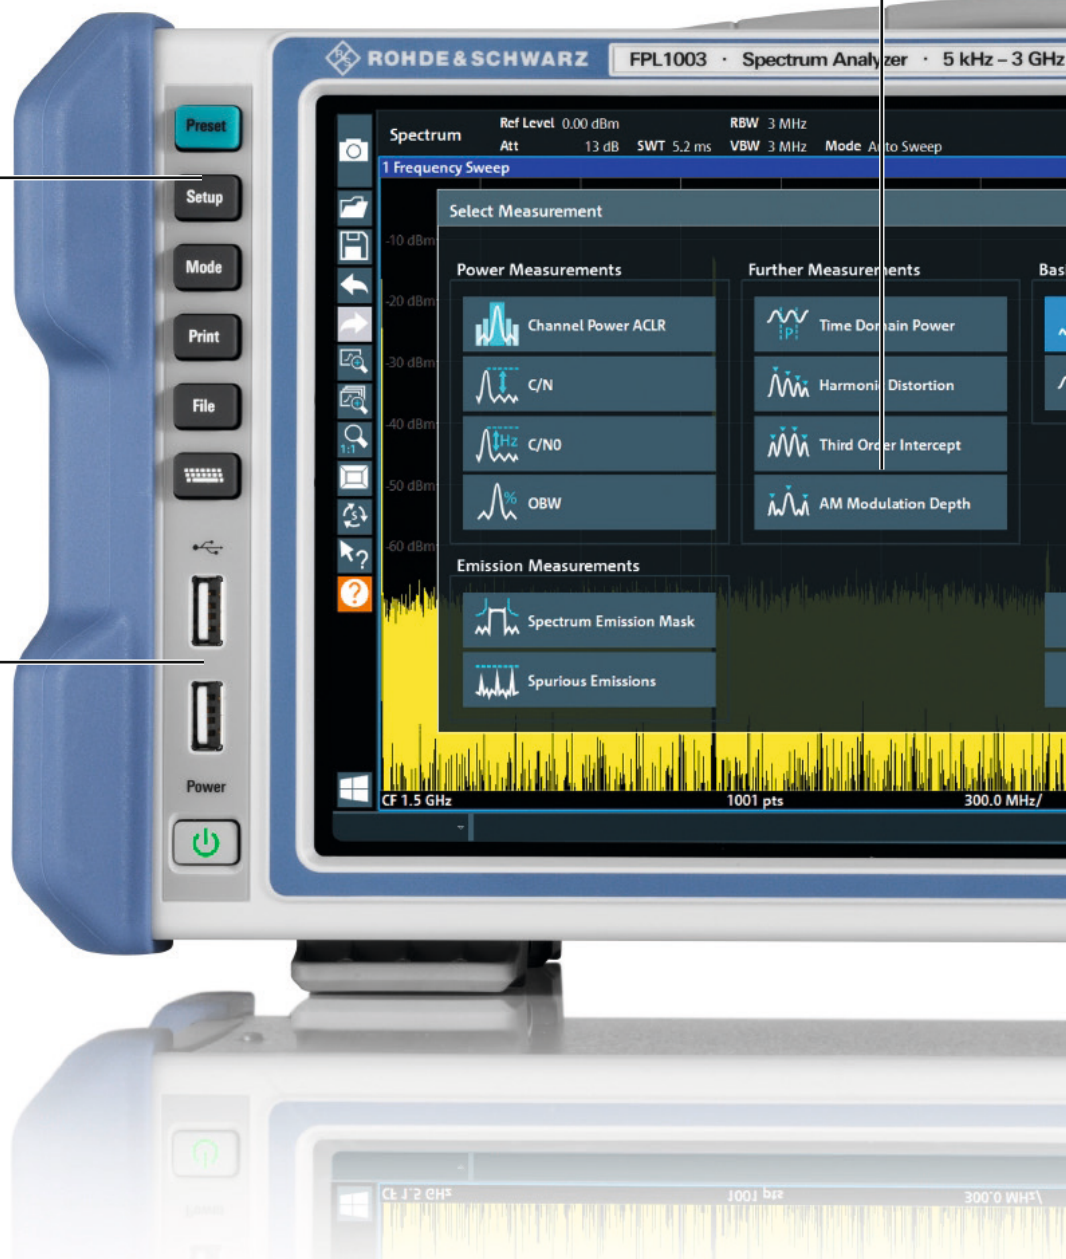 ROHDE & SCHWARZ
FPL1003 · Spectrum Analyzer · 5 kHz – 3 GHz
Preset
Setup
Mode
Print
File
Power
Spectrum
Ref Level 0.00 dBm
RBW 3 MHz
Att 13 dB SWT 5.2 ms VBW 3 MHz Mode Auto Sweep
1 Frequency Sweep
Select Measurement
-10 dBm
-20 dBm
-30 dBm
-40 dBm
-50 dBm
-60 dBm
1:1
Power Measurements
Channel Power ACLR
C/N
Hz
C/N0
%
OBW
Further Measurements
P
Time Domain Power
Harmonic Distortion
Third Order Intercept
AM Modulation Depth
Bas
Emission Measurements
Spectrum Emission Mask
Spurious Emissions
CF 1.5 GHz
1001 pts
300.0 MHz/